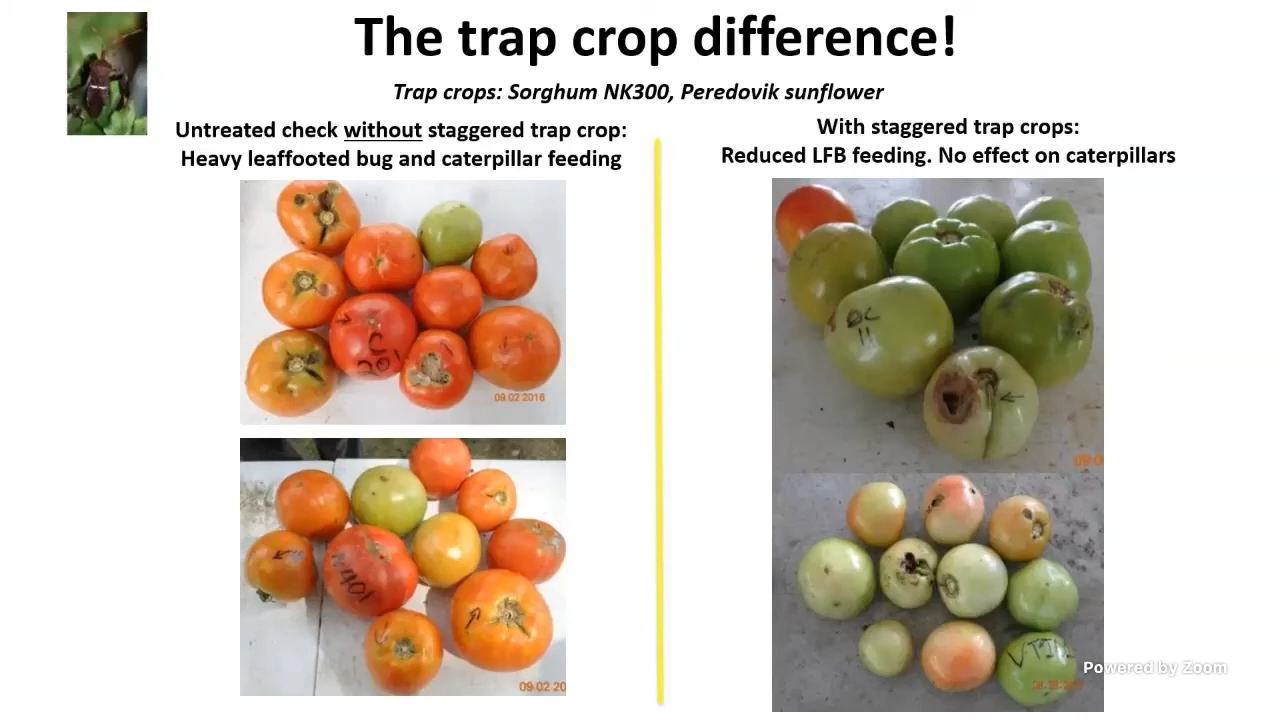 The trap crop difference!
Trap crops: Sorghum NK300, Peredovik sunflower
Untreated check without staggered trap crop:
Heavy leaffooted bug and caterpillar feeding
With staggered trap crops:
Reduced LFB feeding. No effect on caterpillars
09.02.2016
09.02.20
Powered by Zoom